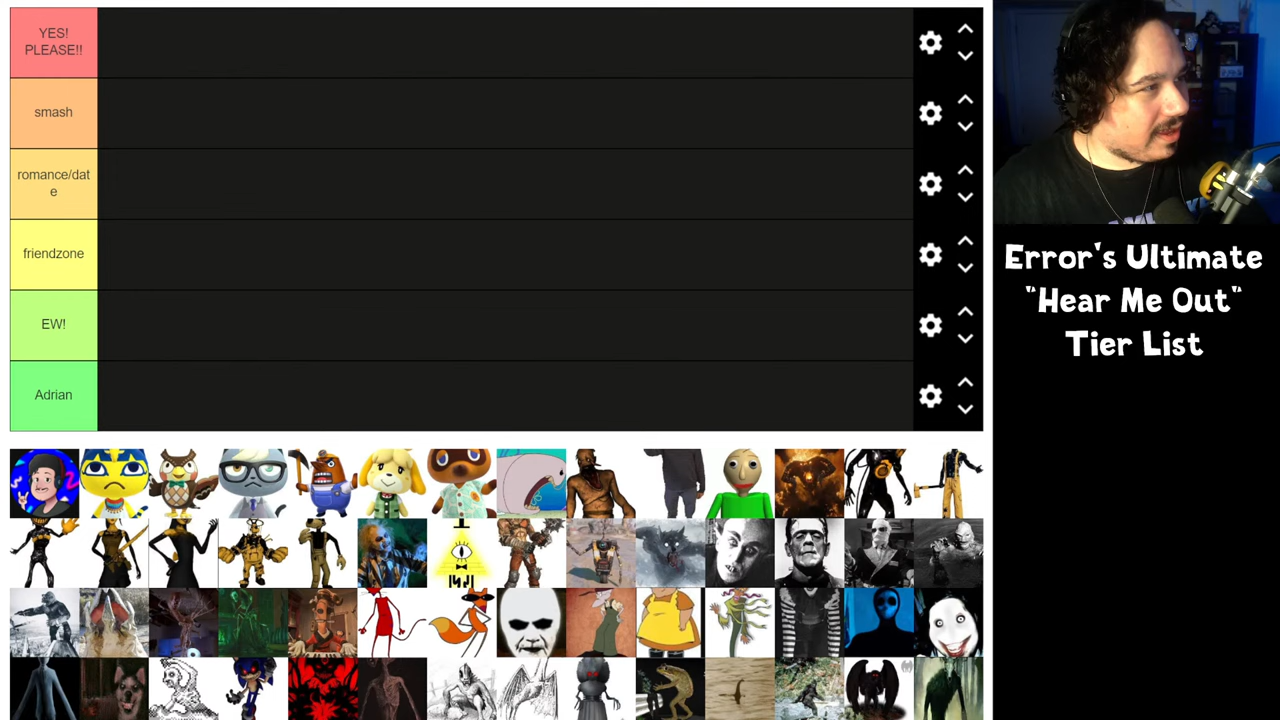 YES!
PLEASE!!
smash
romance/dat
e
friendzone
EW!
Adrian
Error's Ultimate
"Hear Me Out"
Tier List